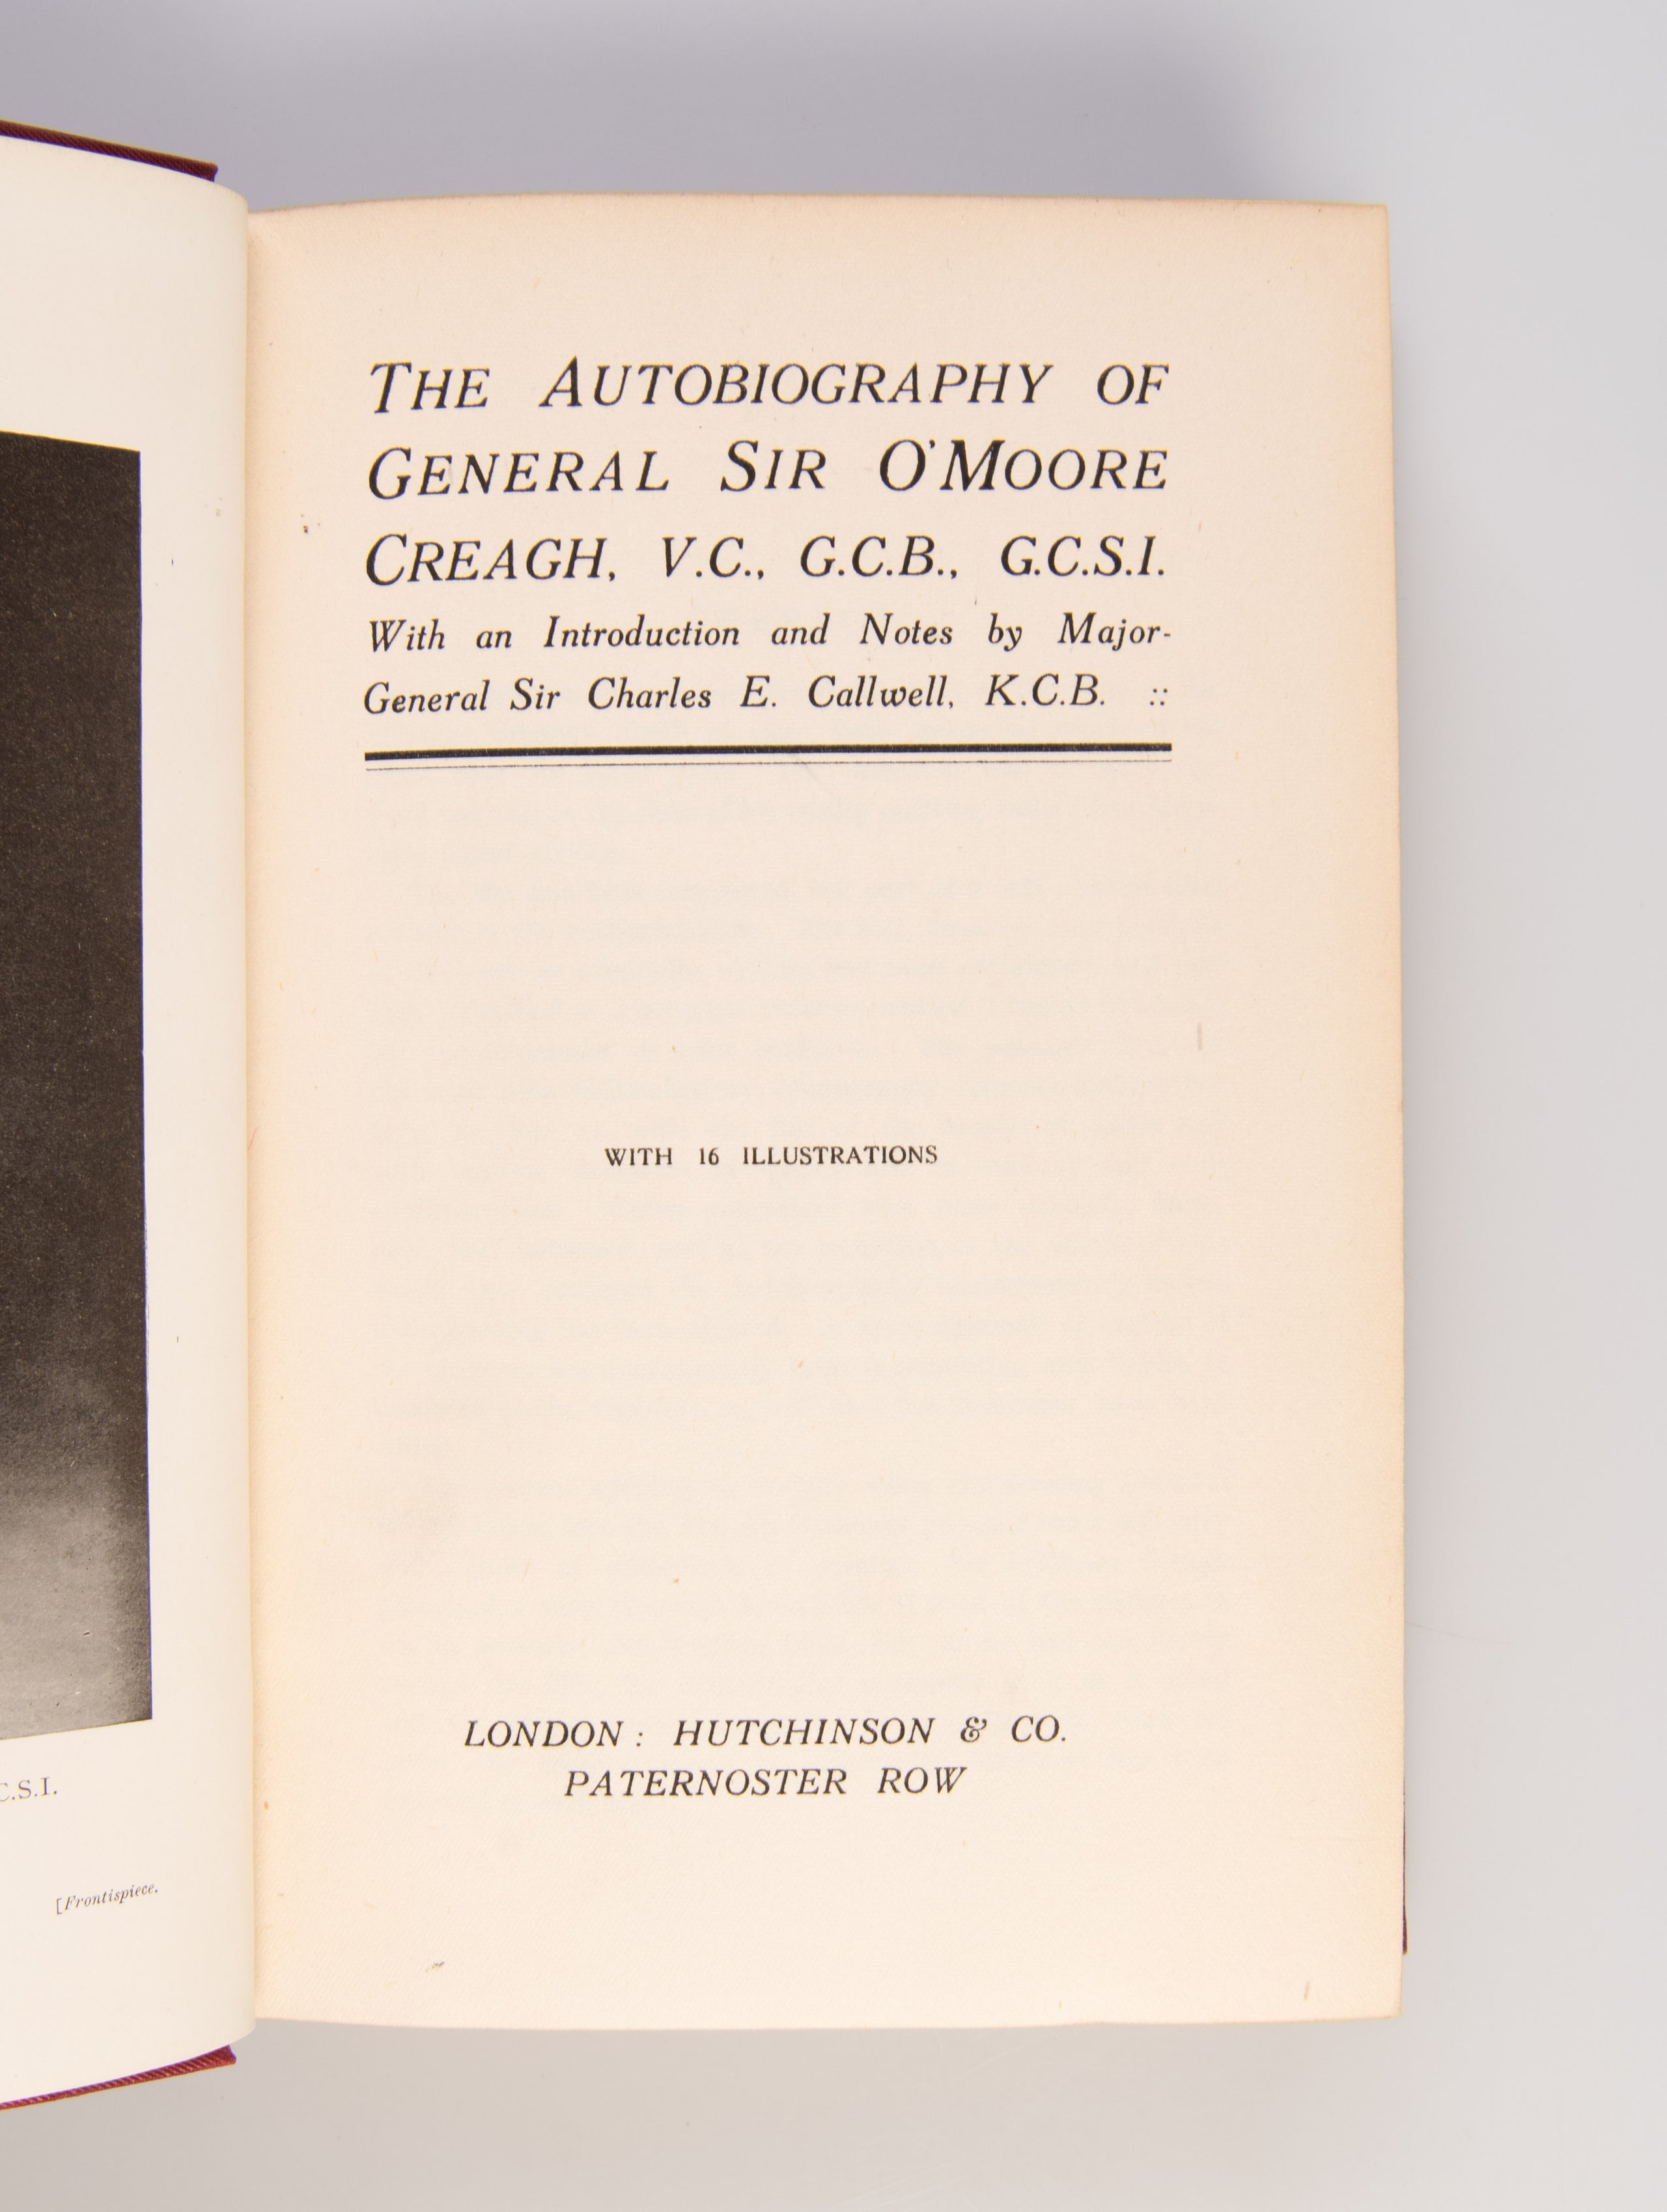 THE AUTOBIOGRAPHY OF
GENERAL SIR O'MOORE
CREAGH, V.C., G.C.B., G.C.S.I.
With an Introduction and Notes by Major-
General Sir Charles E. Callwell, K.C.B. ::
WITH 16 ILLUSTRATIONS
LONDON : HUTCHINSON & CO.
PATERNOSTER ROW
C.S.I.
[Frontispiece.